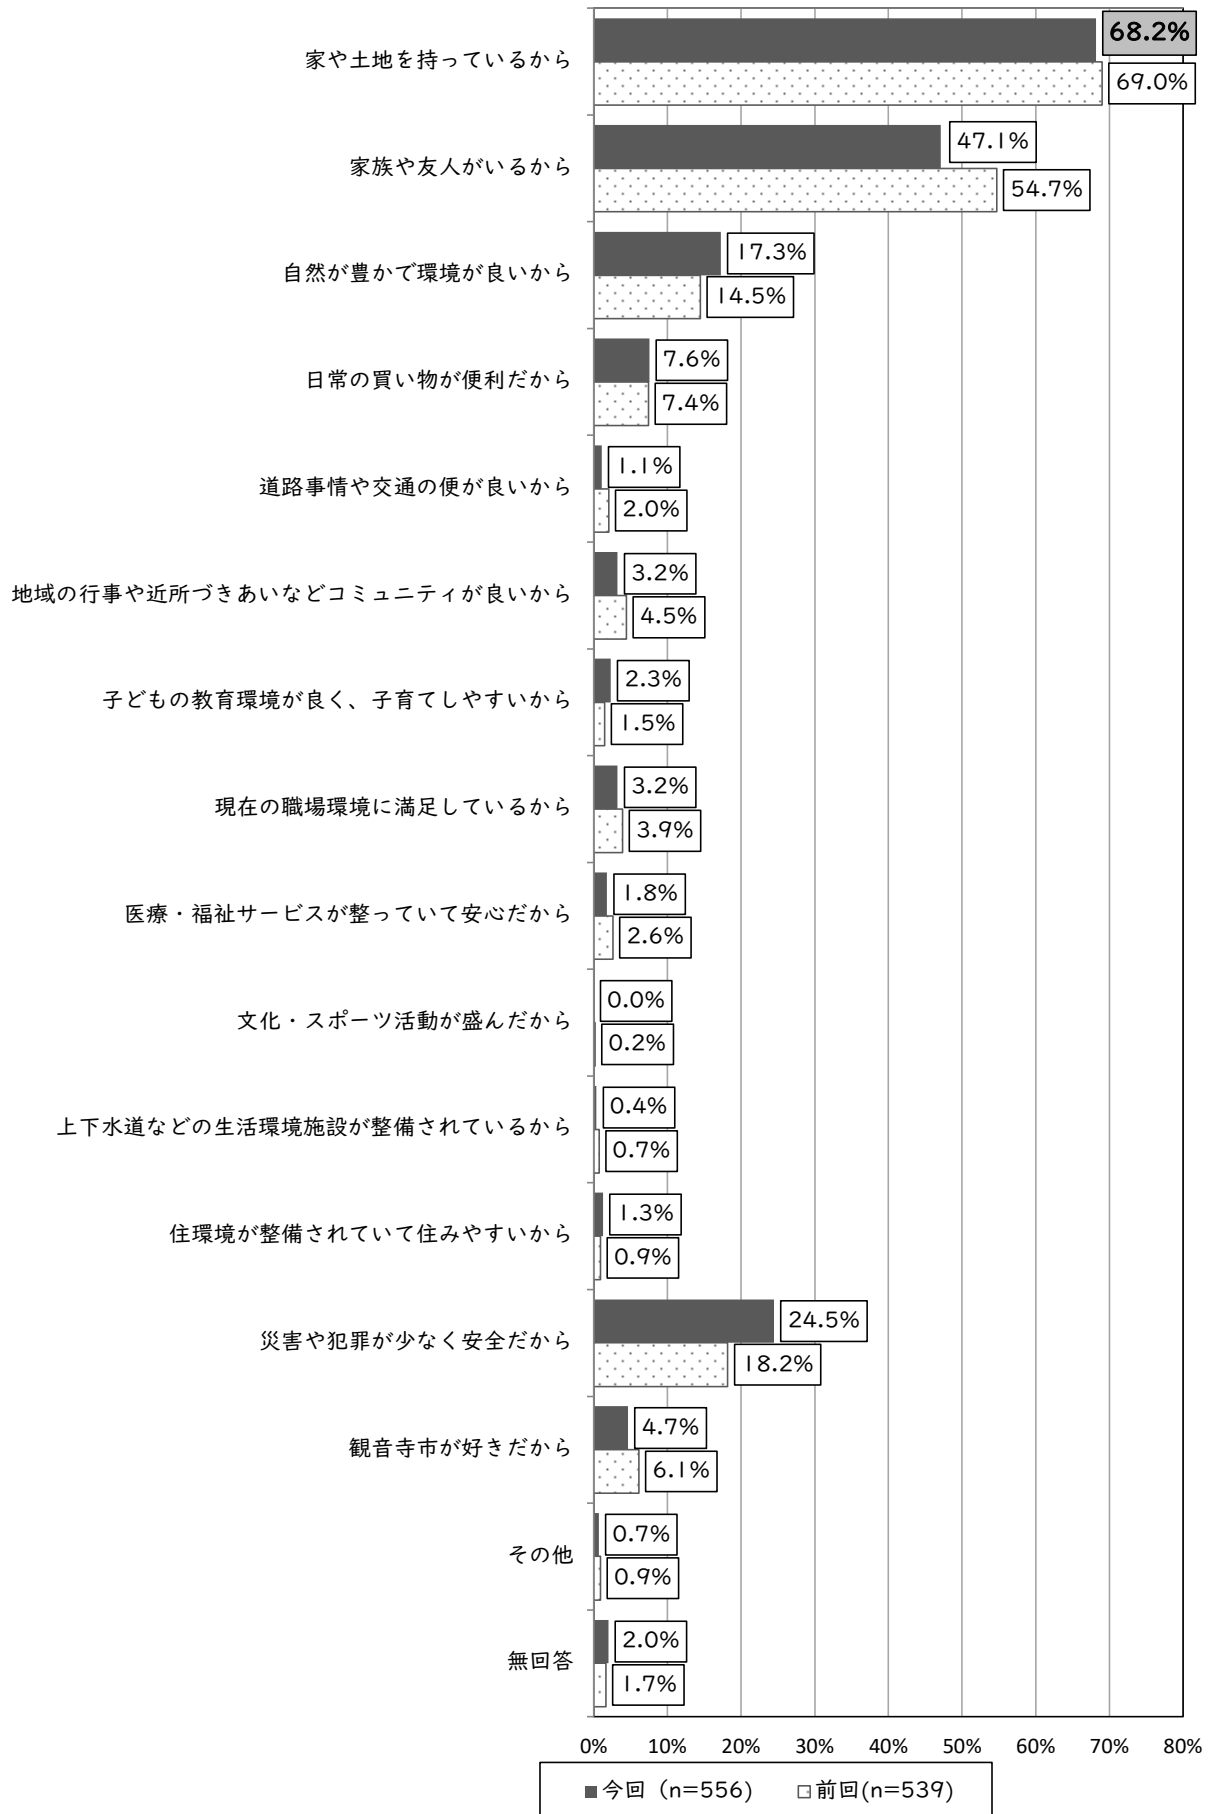 家や土地を持っているから
68.2%
69.0%
家族や友人がいるから
47.1%
54.7%
自然が豊かで環境が良いから
17.3%
14.5%
日常の買い物が便利だから
7.6%
7.4%
道路事情や交通の便が良いから
1.1%
2.0%
地域の行事や近所づきあいなどコミュニティが良いから
3.2%
4.5%
子どもの教育環境が良く、子育てしやすいから
2.3%
1.5%
現在の職場環境に満足しているから
3.2%
3.9%
医療・福祉サービスが整っていて安心だから
1.8%
2.6%
文化・スポーツ活動が盛んだから
0.0%
0.2%
上下水道などの生活環境施設が整備されているから
0.4%
0.7%
住環境が整備されていて住みやすいから
1.3%
0.9%
災害や犯罪が少なく安全だから
24.5%
18.2%
観音寺市が好きだから
4.7%
6.1%
その他
0.7%
0.9%
無回答
2.0%
1.7%
0% 10% 20% 30% 40% 50% 60% 70% 80%
今回（n=556) 前回(n=539)